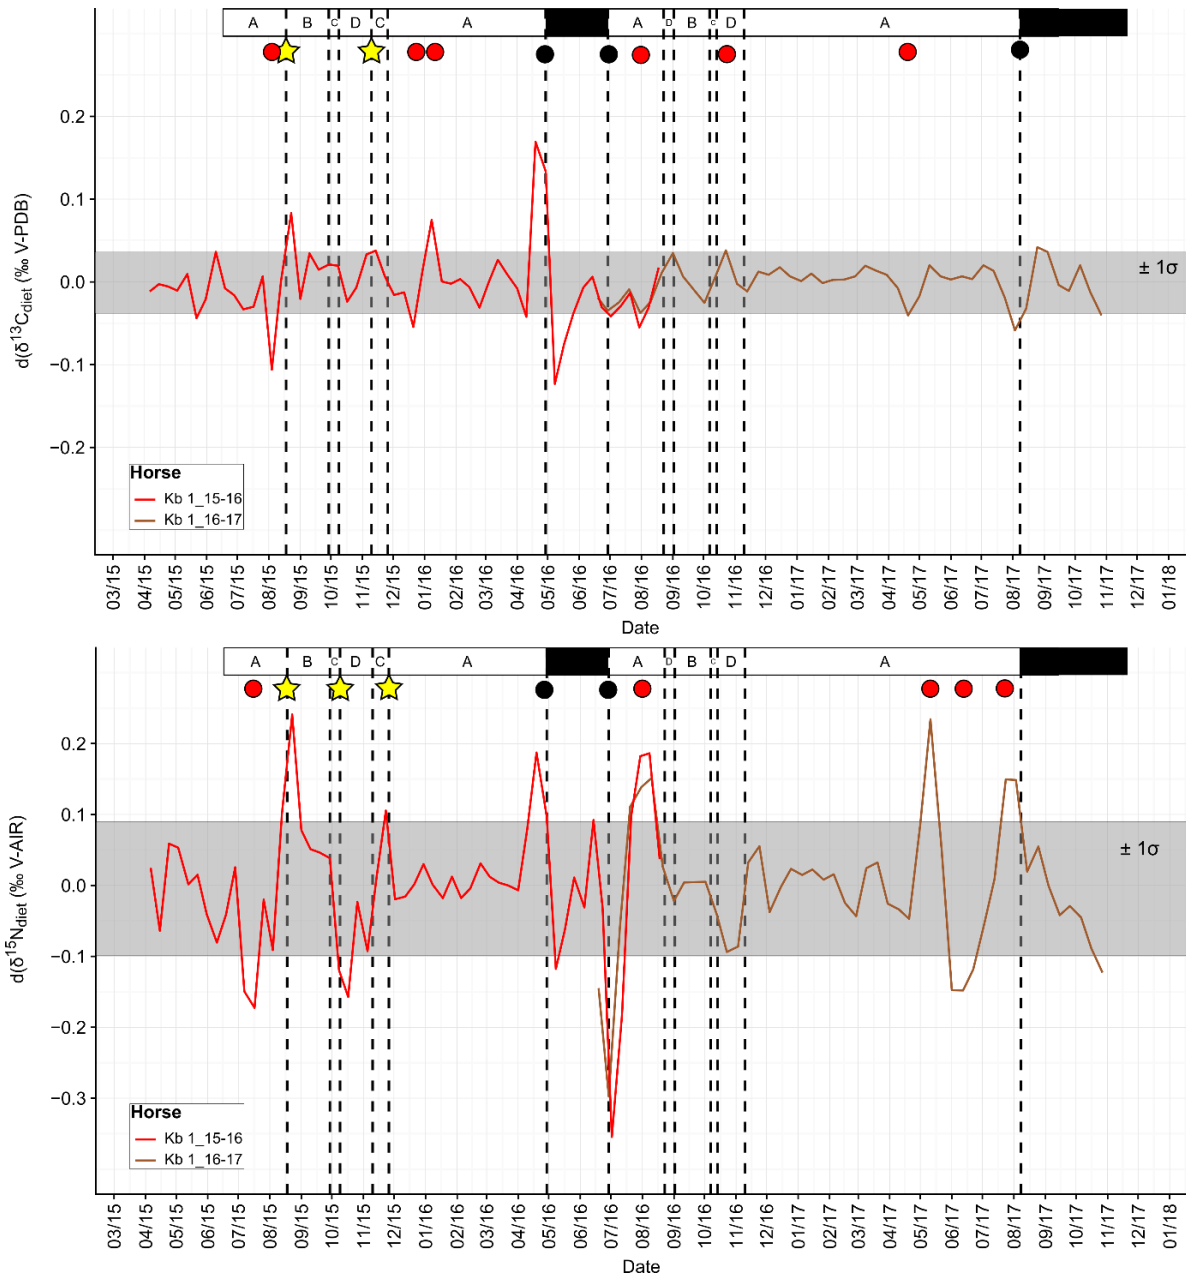 A B C D C A A D B C D A
0.2
0.1
0.0
−0.1
−0.2
± 1σ
d(δ¹³C_diet (‰ V-PDB)
Horse
Kb 1_15-16
Kb 1_16-17
03/15 04/15 05/15 06/15 07/15 08/15 09/15 10/15 11/15 12/15 01/16 02/16 03/16 04/16 05/16 06/16 07/16 08/16 09/16 10/16 11/16 12/16 01/17 02/17 03/17 04/17 05/17 06/17 07/17 08/17 09/17 10/17 11/17 12/17 01/18
Date
A B C D C A A D B C D A
0.2
0.1
0.0
−0.1
−0.2
−0.3
± 1σ
d(δ¹⁵N_diet (‰ V-AIR)
Horse
Kb 1_15-16
Kb 1_16-17
03/15 04/15 05/15 06/15 07/15 08/15 09/15 10/15 11/15 12/15 01/16 02/16 03/16 04/16 05/16 06/16 07/16 08/16 09/16 10/16 11/16 12/16 01/17 02/17 03/17 04/17 05/17 06/17 07/17 08/17 09/17 10/17 11/17 12/17 01/18
Date